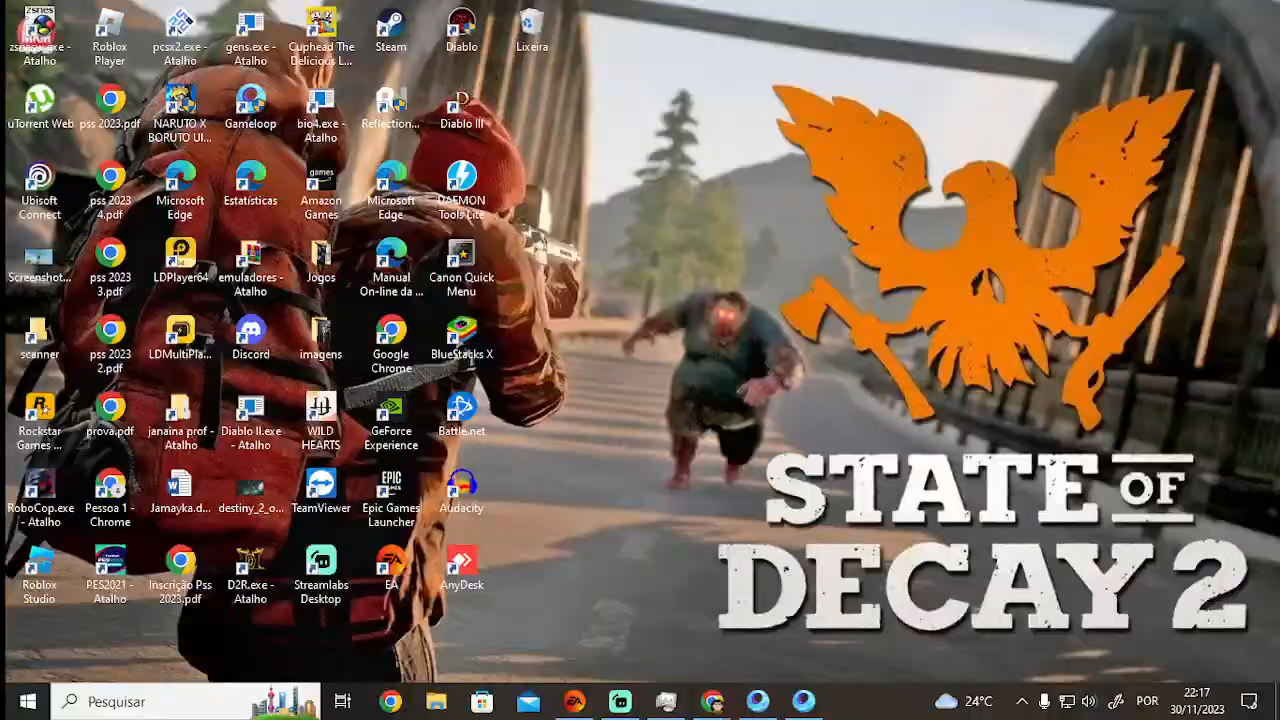 zsnesw.exe -
Atalho
Roblox
Player
pcsx2.exe -
Atalho
gens.exe -
Atalho
Cuphead The
Delicious L...
Steam
Diablo
Lixeira
uTorrent Web
pss 2023.pdf
NARUTO X
BORUTO Ul...
Gameloop
bio4.exe -
Atalho
Reflection...
Diablo III
Ubisoft
Connect
pss 2023
4.pdf
Microsoft
Edge
Estatísticas
games
Amazon
Games
Microsoft
Edge
DAEMON
Tools Lite
Screenshot...
pss 2023
3.pdf
LDPlayer64
emuladores -
Atalho
Jogos
Manual
On-line da ...
Canon Quick
Menu
scanner
pss 2023
2.pdf
LDMultiPla...
Discord
imagens
Google
Chrome
BlueStacks X
Rockstar
Games ...
prova.pdf
janaina prof -
Atalho
Diablo II.exe
- Atalho
WILD
HEARTS
GeForce
Experience
Battle.net
RoboCop.exe
- Atalho
Pessoa 1 -
Chrome
Jamayka.d...
destiny_2_o...
TeamViewer
EPIC
GAMES
Epic Games
Launcher
Audacity
Roblox
Studio
PES2021 -
Atalho
Inscrição Pss
2023.pdf
D2R.exe -
Atalho
Streamlabs
Desktop
EA
EA
AnyDesk
STATE OF
DECAY 2
Pesquisar
EA
24°C
POR
22:17
30/11/2023